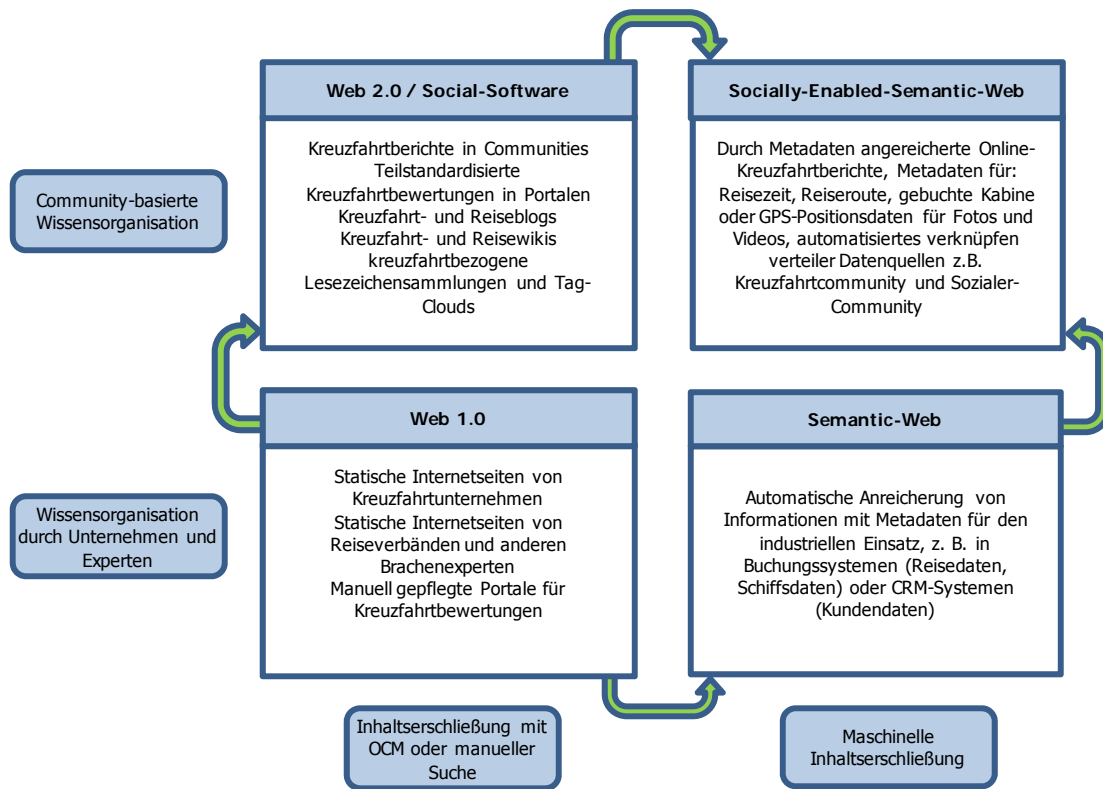 Web 2.0 / Social-Software
Kreuzfahrtberichte in Communities
Teilstandardisierte
Kreuzfahrtbewertungen in Portalen
Kreuzfahrt- und Reiseblogs
Kreuzfahrt- und Reisewikis
kreuzfahrtbezogene
Lesezeichensammlungen und Tag-
Clouds
Socially-Enabled-Semantic-Web
Durch Metadaten angereicherte Online-
Kreuzfahrtberichte, Metadaten für:
Reisezeit, Reiseroute, gebuchte Kabine
oder GPS-Positionsdaten für Fotos und
Videos, automatisiertes verknüpfen
verteiler Datenquellen z.B.
Kreuzfahrtcommunity und Sozialer-
Community
Community-basierte
Wissensorganisation
Web 1.0
Statische Internetseiten von
Kreuzfahrtunternehmen
Statische Internetseiten von
Reiseverbänden und anderen
Brachenexperten
Manuell gepflegte Portale für
Kreuzfahrtbewertungen
Semantic-Web
Automatische Anreicherung von
Informationen mit Metadaten für den
industriellen Einsatz, z. B. in
Buchungssystemen (Reisedaten,
Schiffsdaten) oder CRM-Systemen
(Kundendaten)
Wissensorganisation
durch Unternehmen und
Experten
Inhaltserschließung mit
OCM oder manueller
Suche
Maschinelle
Inhaltserschließung